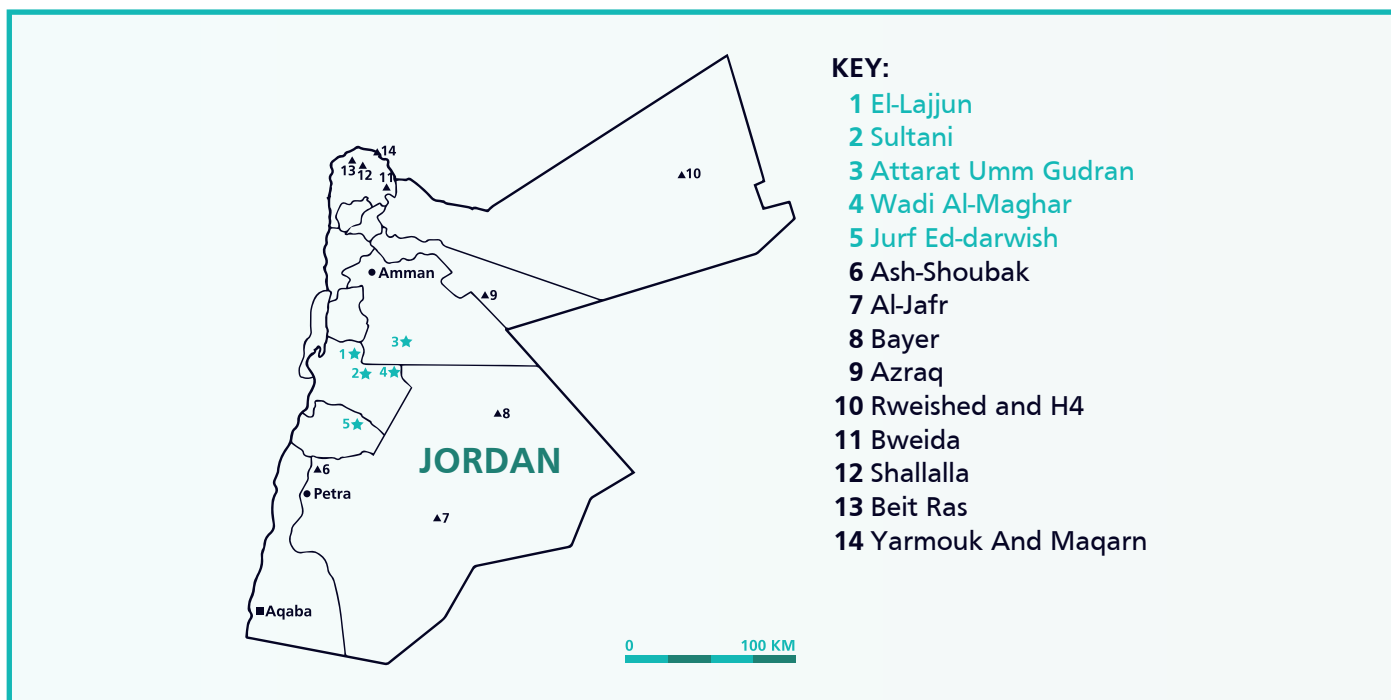 KEY:
1 El-Lajjun
2 Sultani
3 Attarat Umm Gudran
4 Wadi Al-Maghar
5 Jurf Ed-darwish
6 Ash-Shoubak
7 Al-Jafr
8 Bayer
9 Azraq
10 Rweished and H4
11 Bweida
12 Shallalla
13 Beit Ras
14 Yarmouk And Maqarn
14
13
12
11
10
Amman
9
3
1
2
4
8
5
JORDAN
6
Petra
7
Aqaba
0 100 KM